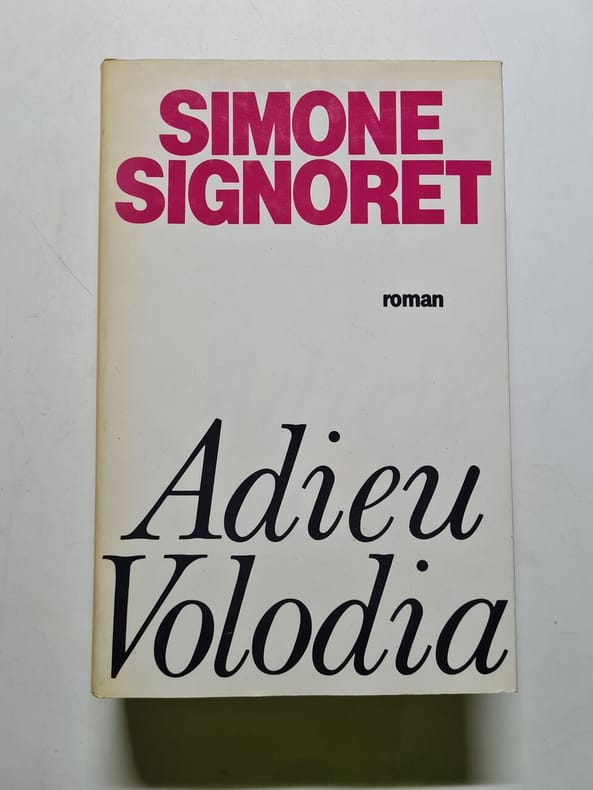 SIMONE
SIGNORET
roman
Adieu
Volodia